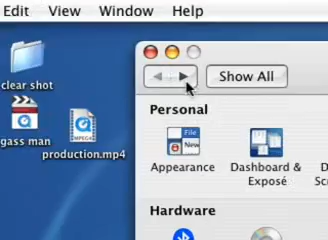 Edit View Window Help
clear shot
gass man
production.mp4
Show All
Personal
File
New
Appearance
Dashboard &
Exposé
Hardware
MPEG4